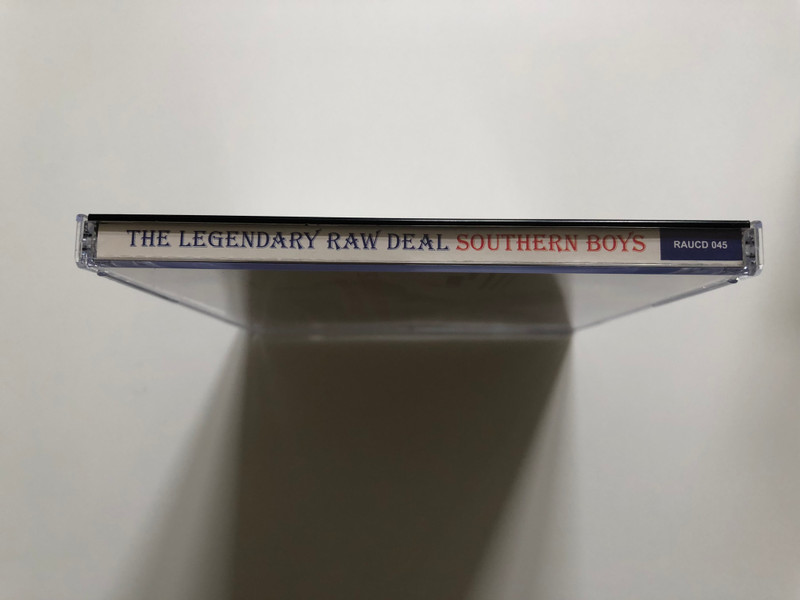 THE LEGENDARY RAW DEAL SOUTHERN BOYS RAUCD 045